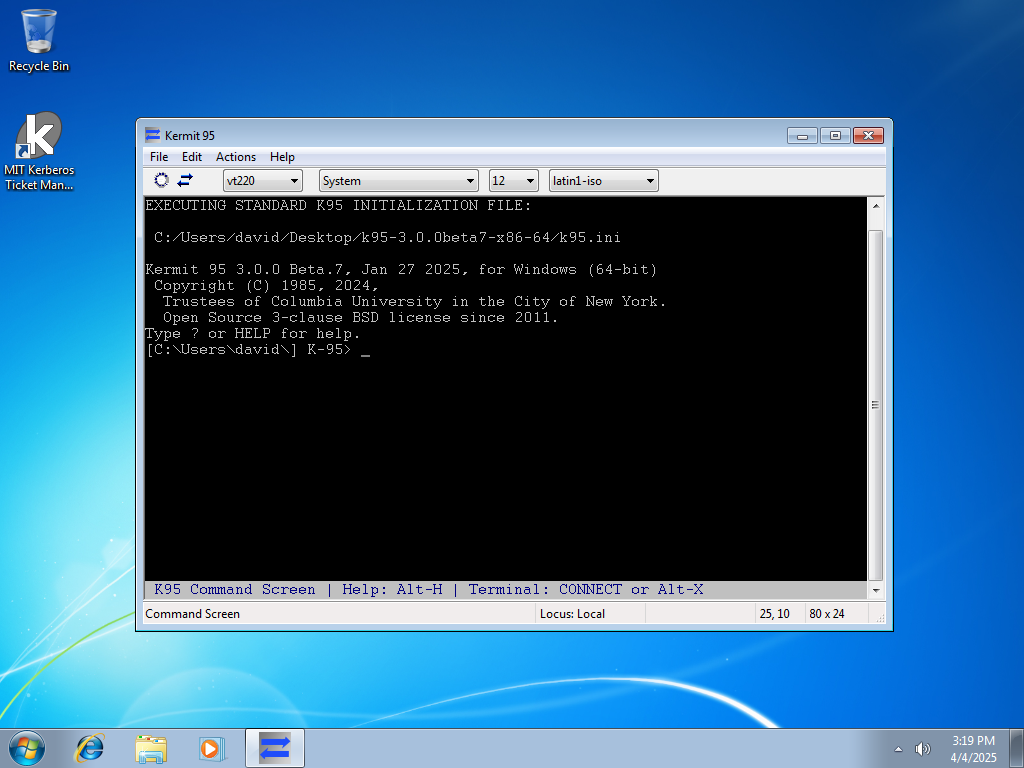 Recycle Bin
MIT Kerberos
Ticket Man...
Kermit 95
File Edit Actions Help
vt220 System 12 latin1-iso
EXECUTING STANDARD K95 INITIALIZATION FILE:
C:/Users/david/Desktop/k95-3.0.0beta7-x86-64/k95.ini
Kermit 95 3.0.0 Beta.7, Jan 27 2025, for Windows (64-bit)
Copyright (C) 1985, 2024,
Trustees of Columbia University in the City of New York.
Open Source 3-clause BSD license since 2011.
Type ? or HELP for help.
[C:\Users\david\] K-95> _
K95 Command Screen | Help: Alt-H | Terminal: CONNECT or Alt-X
Command Screen Locus: Local 25, 10 80 x 24
3:19 PM
4/4/2025